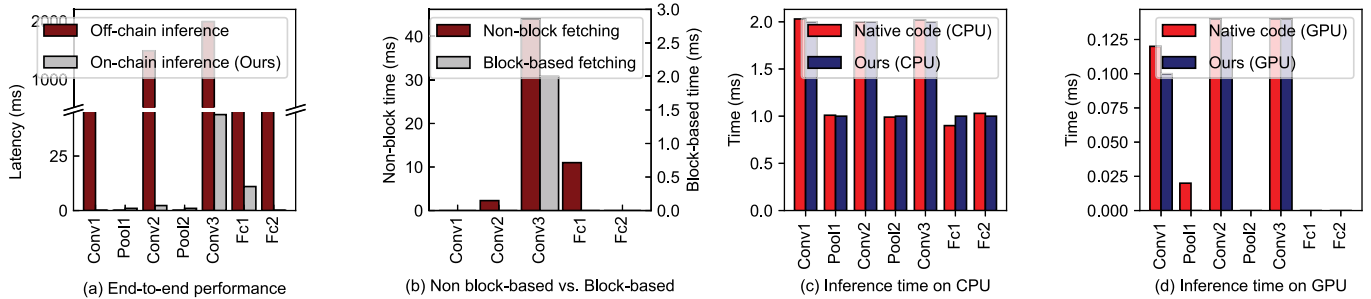 2000
1000
25
0
Latency (ms)
Off-chain inference
On-chain inference (Ours)
Conv1
Pool1
Conv2
Pool2
Conv3
Fc1
Fc2
(a) End-to-end performance
40
30
20
10
0
Non-block time (ms)
Non-block fetching
Block-based fetching
3.0
2.5
2.0
1.5
1.0
0.5
0.0
Block-based time (ms)
Conv1
Conv2
Conv3
Fc1
Fc2
(b) Non block-based vs. Block-based
2.0
1.5
1.0
0.5
0.0
Time (ms)
Native code (CPU)
Ours (CPU)
Conv1
Pool1
Conv2
Pool2
Conv3
Fc1
Fc2
(c) Inference time on CPU
0.125
0.100
0.075
0.050
0.025
0.000
Time (ms)
Native code (GPU)
Ours (GPU)
Conv1
Pool1
Conv2
Pool2
Conv3
Fc1
Fc2
(d) Inference time on GPU